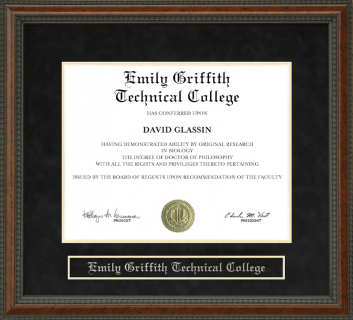 Emily Griffith
Technical College
HAS CONFERRED UPON
DAVID GLASSIN
HAVING DEMONSTRATED ABILITY BY ORIGINAL RESEARCH
IN BIOLOGY
THE DEGREE OF DOCTOR OF PHILOSOPHY
WITH ALL THE RIGHTS AND PRIVILEGES THERETO PERTAINING
ISSUED BY THE BOARD OF REGENTS UPON RECOMMENDATION OF THE FACULTY
PROVOST
PRESIDENT
Emily Griffith Technical College